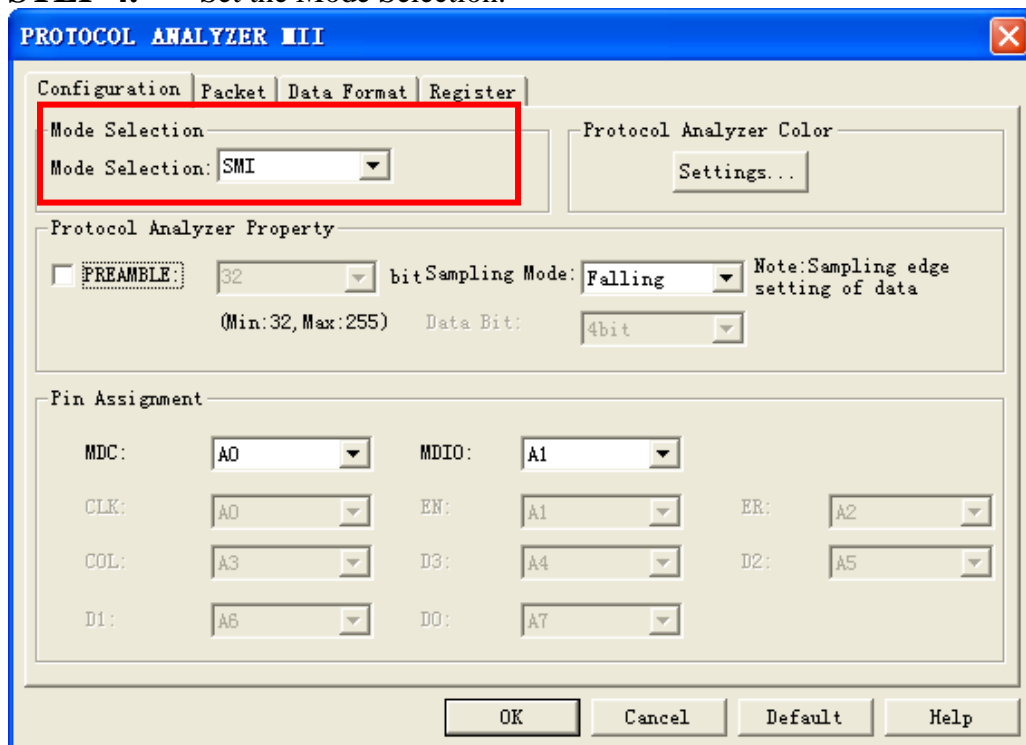 STEP 4. Set the Mode Selection.
PROTOCOL ANALYZER MII
Configuration Packet Data Format Register
Mode Selection
Mode Selection: SMI
Protocol Analyzer Color
Settings...
Protocol Analyzer Property
PREAMBLE: 32 bit Sampling Mode: Falling Note:Sampling edge
setting of data
(Min:32,Max:255) Data Bit: 4bit
Pin Assignment
MDC: A0 MDIO: A1
CLK: A0 EN: A1 ER: A2
COL: A3 D3: A4 D2: A5
D1: A6 D0: A7
OK Cancel Default Help